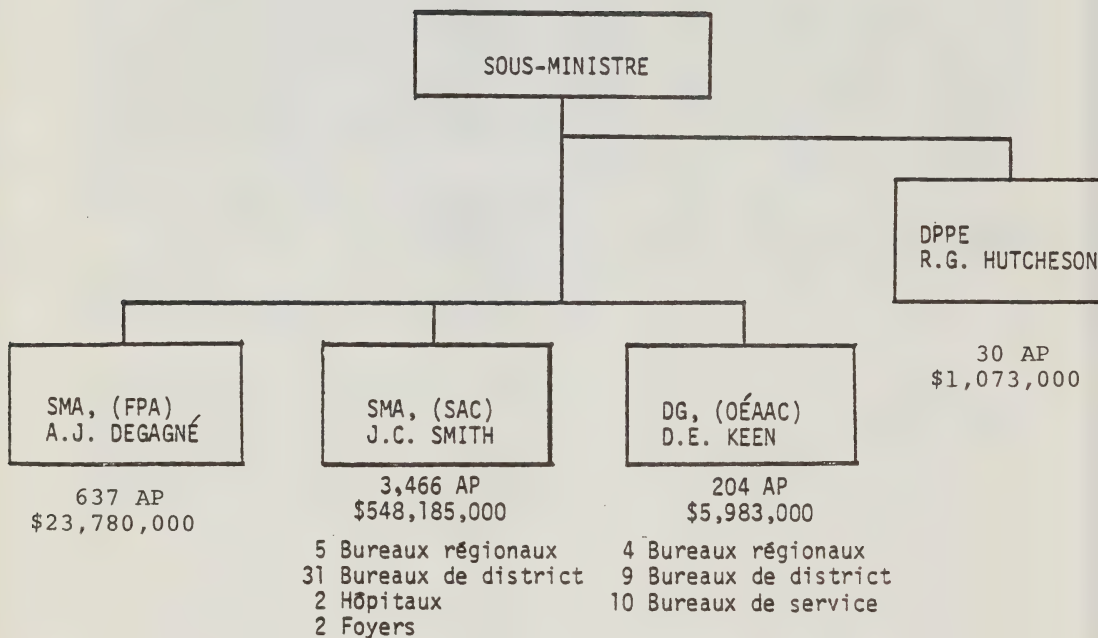 SOUS-MINISTRE
DPPE
R.G. HUTCHESON
30 AP
$1,073,000
SMA, (FPA)
A.J. DEGAGNÉ
637 AP
$23,780,000
SMA, (SAC)
J.C. SMITH
3,466 AP
$548,185,000
5 Bureaux régionaux
31 Bureaux de district
2 Hôpitaux
2 Foyers
DG, (OÉAAC)
D.E. KEEN
204 AP
$5,983,000
4 Bureaux régionaux
9 Bureaux de district
10 Bureaux de service